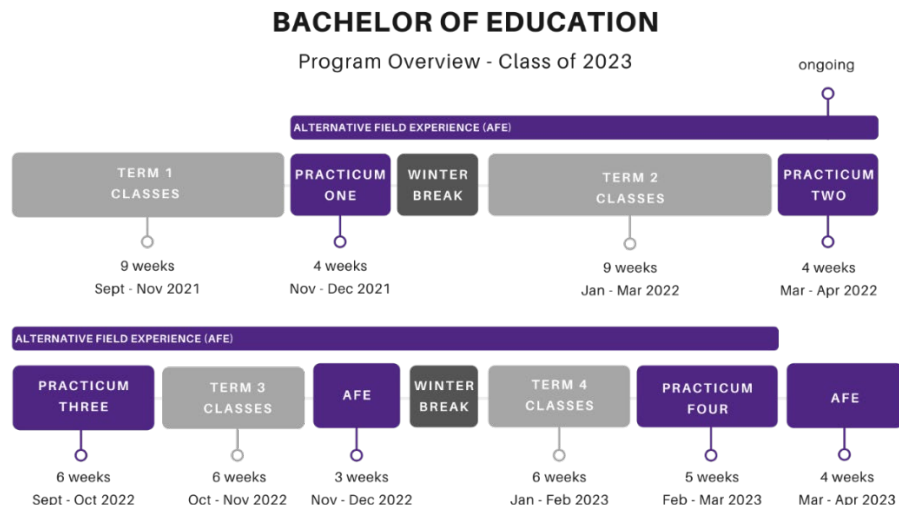 BACHELOR OF EDUCATION
Program Overview - Class of 2023
ongoing
ALTERNATIVE FIELD EXPERIENCE (AFE)
TERM 1
CLASSES
PRACTICUM
ONE
WINTER
BREAK
TERM 2
CLASSES
PRACTICUM
TWO
9 weeks
Sept - Nov 2021
4 weeks
Nov - Dec 2021
9 weeks
Jan - Mar 2022
4 weeks
Mar - Apr 2022
ALTERNATIVE FIELD EXPERIENCE (AFE)
PRACTICUM
THREE
TERM 3
CLASSES
AFE
WINTER
BREAK
TERM 4
CLASSES
PRACTICUM
FOUR
AFE
6 weeks
Sept - Oct 2022
6 weeks
Oct - Nov 2022
3 weeks
Nov - Dec 2022
6 weeks
Jan - Feb 2023
5 weeks
Feb - Mar 2023
4 weeks
Mar - Apr 2023